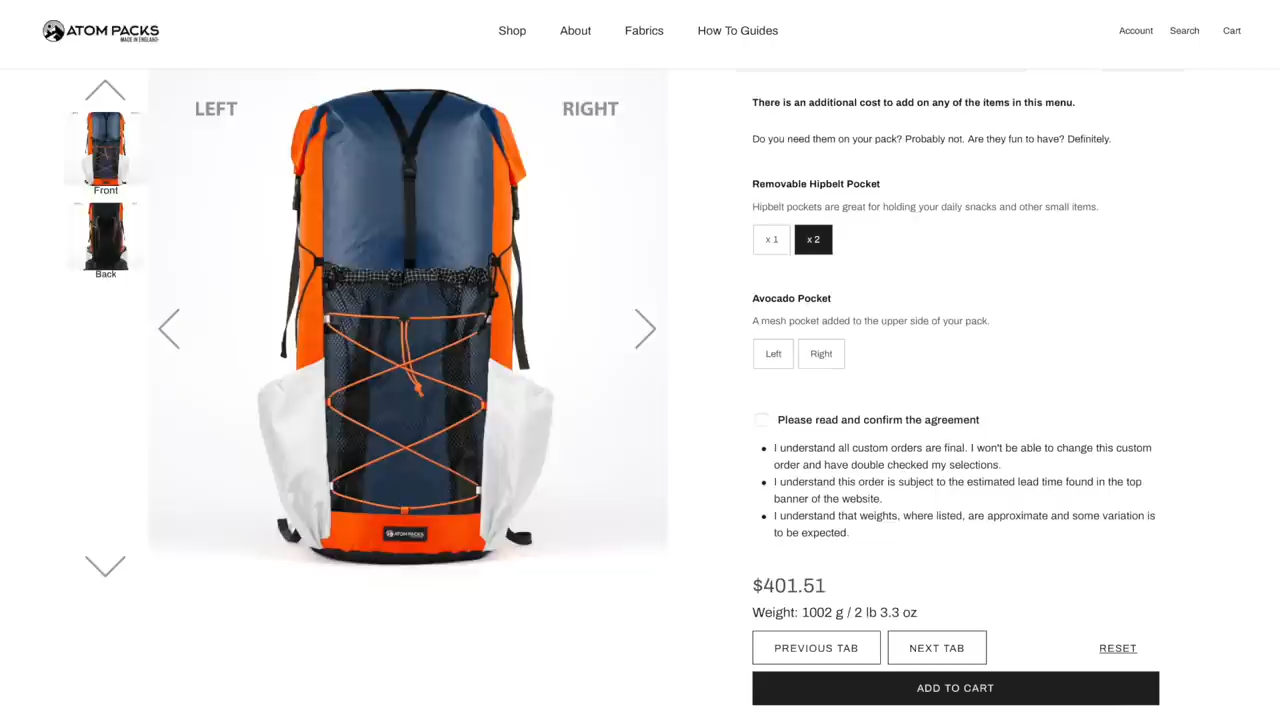 ATOM PACKS
MADE IN ENGLAND
Shop
About
Fabrics
How To Guides
Account
Search
Cart
Front
Back
LEFT
RIGHT
ATOM PACKS
There is an additional cost to add on any of the items in this menu.
Do you need them on your pack? Probably not. Are they fun to have? Definitely.
Removable Hipbelt Pocket
Hipbelt pockets are great for holding your daily snacks and other small items.
x 1
x 2
Avocado Pocket
A mesh pocket added to the upper side of your pack.
Left
Right
Please read and confirm the agreement
I understand all custom orders are final. I won't be able to change this custom
order and have double checked my selections.
I understand this order is subject to the estimated lead time found in the top
banner of the website.
I understand that weights, where listed, are approximate and some variation is
to be expected.
$401.51
Weight: 1002 g / 2 lb 3.3 oz
PREVIOUS TAB
NEXT TAB
RESET
ADD TO CART